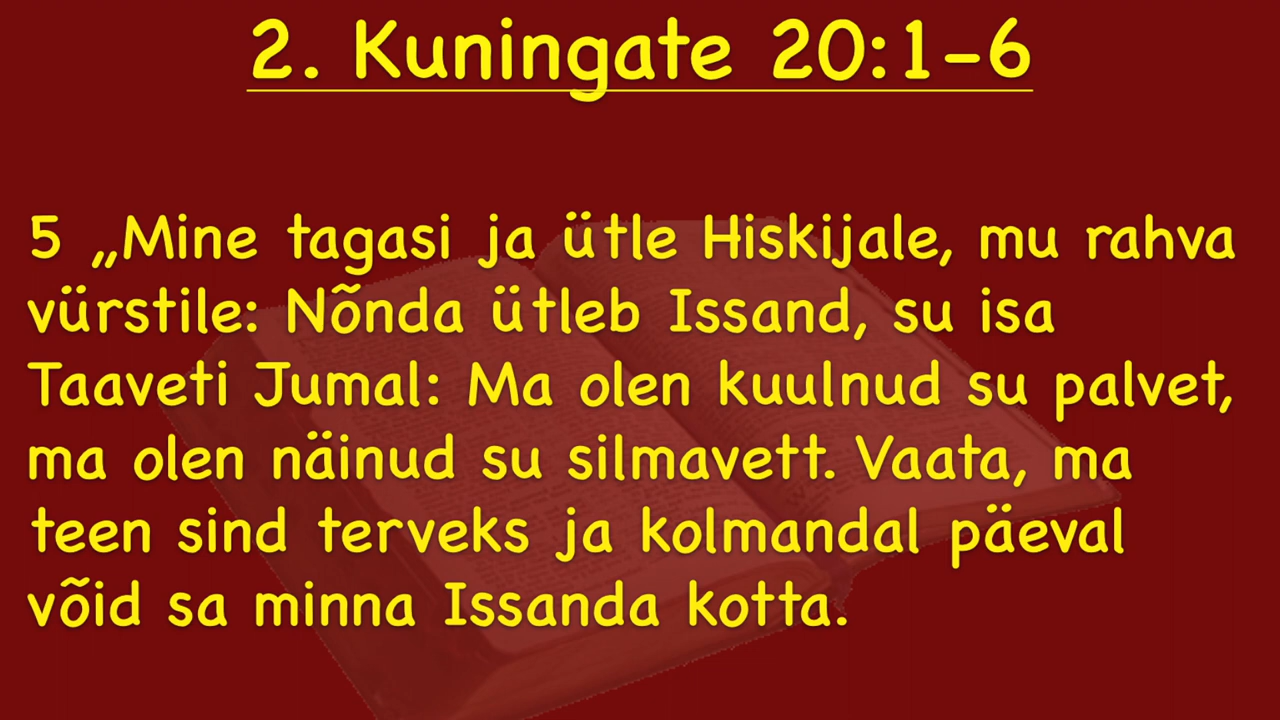 2. Kuningate 20:1-6
5 „Mine tagasi ja ütle Hiskijale, mu rahva
vürstile: Nõnda ütleb Issand, su isa
Taaveti Jumal: Ma olen kuulnud su palvet,
ma olen näinud su silmavett. Vaata, ma
teen sind terveks ja kolmandal päeval
võid sa minna Issanda kotta.